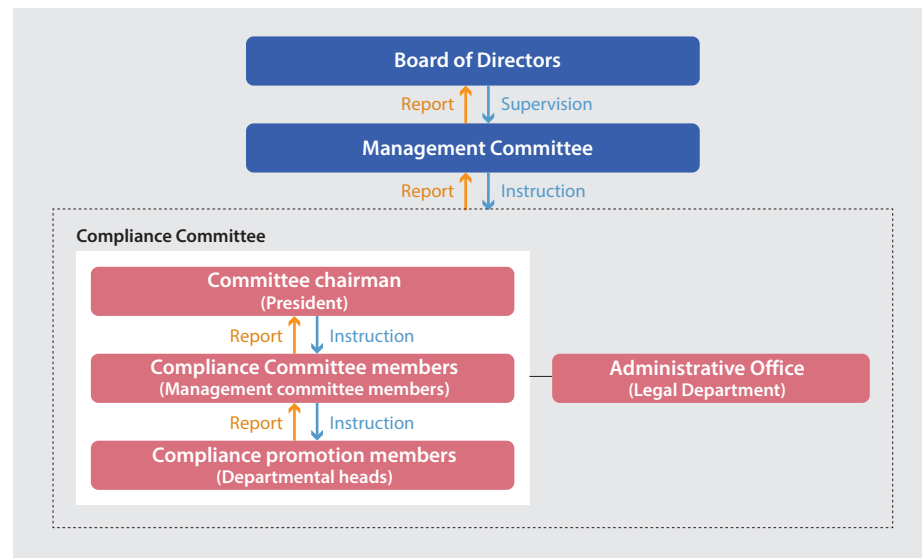 Board of Directors
Report Supervision
Management Committee
Report Instruction
Compliance Committee
Committee chairman
(President)
Report Instruction
Compliance Committee members
(Management committee members)
Administrative Office
(Legal Department)
Report Instruction
Compliance promotion members
(Departmental heads)